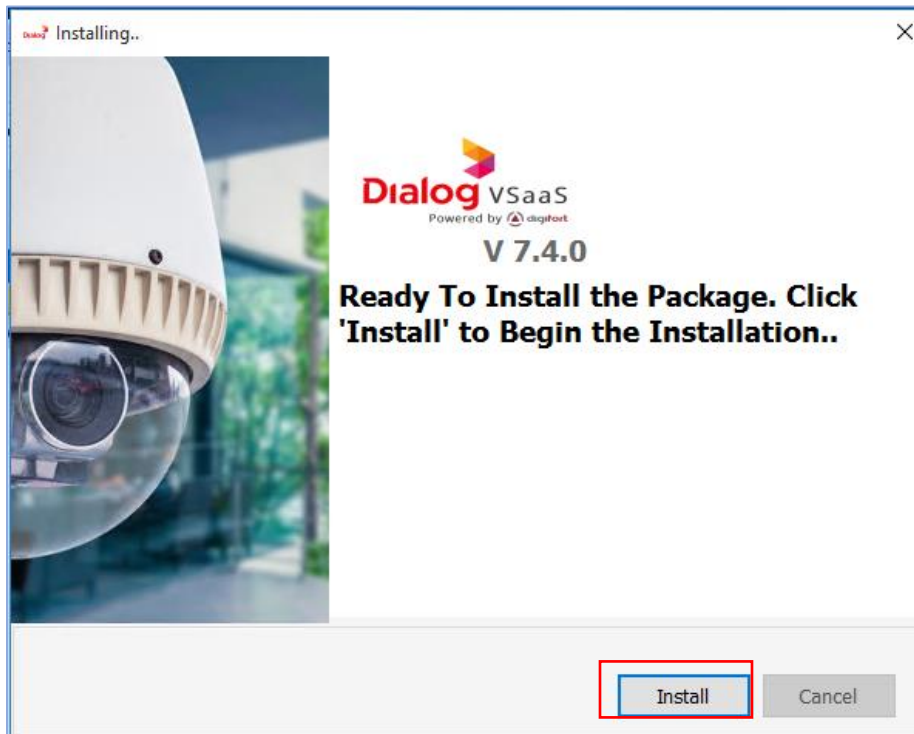 Dialog Installing..
Dialog VSaaS
Powered by digifort
V 7.4.0
Ready To Install the Package. Click
'Install' to Begin the Installation..
Install Cancel